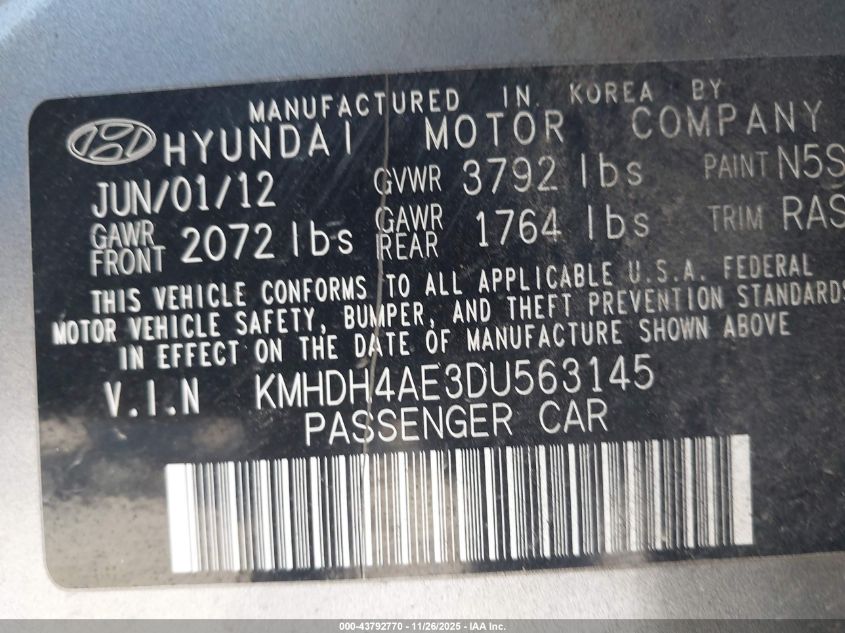 MANUFACTURED IN KOREA BY
HYUNDAI MOTOR COMPANY
JUN/01/12 GVWR 3792 lbs PAINT N5S
GAWR FRONT 2072 lbs GAWR REAR 1764 lbs TRIM RAS
THIS VEHICLE CONFORMS TO ALL APPLICABLE U.S.A. FEDERAL
MOTOR VEHICLE SAFETY, BUMPER, AND THEFT PREVENTION STANDARDS
IN EFFECT ON THE DATE OF MANUFACTURE SHOWN ABOVE
V.I.N KMHDH4AE3DU563145
PASSENGER CAR
000-43792770 - 11/26/2025 - IAA Inc.